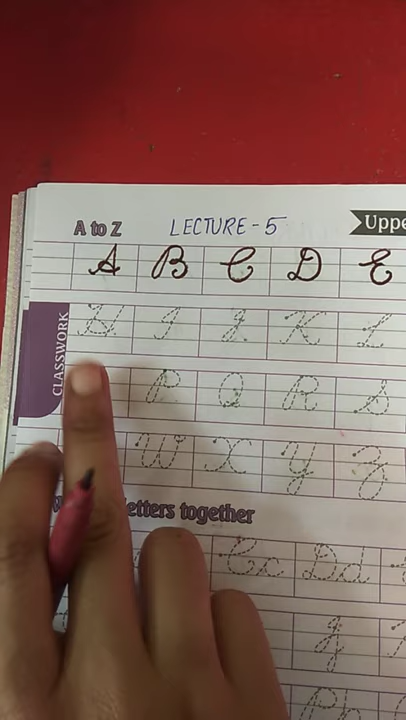 A to Z LECTURE - 5 Uppe
A B C D E
CLASSWORK
H I J K L
P Q R S
W X Y Z
etters together
Cc Dd